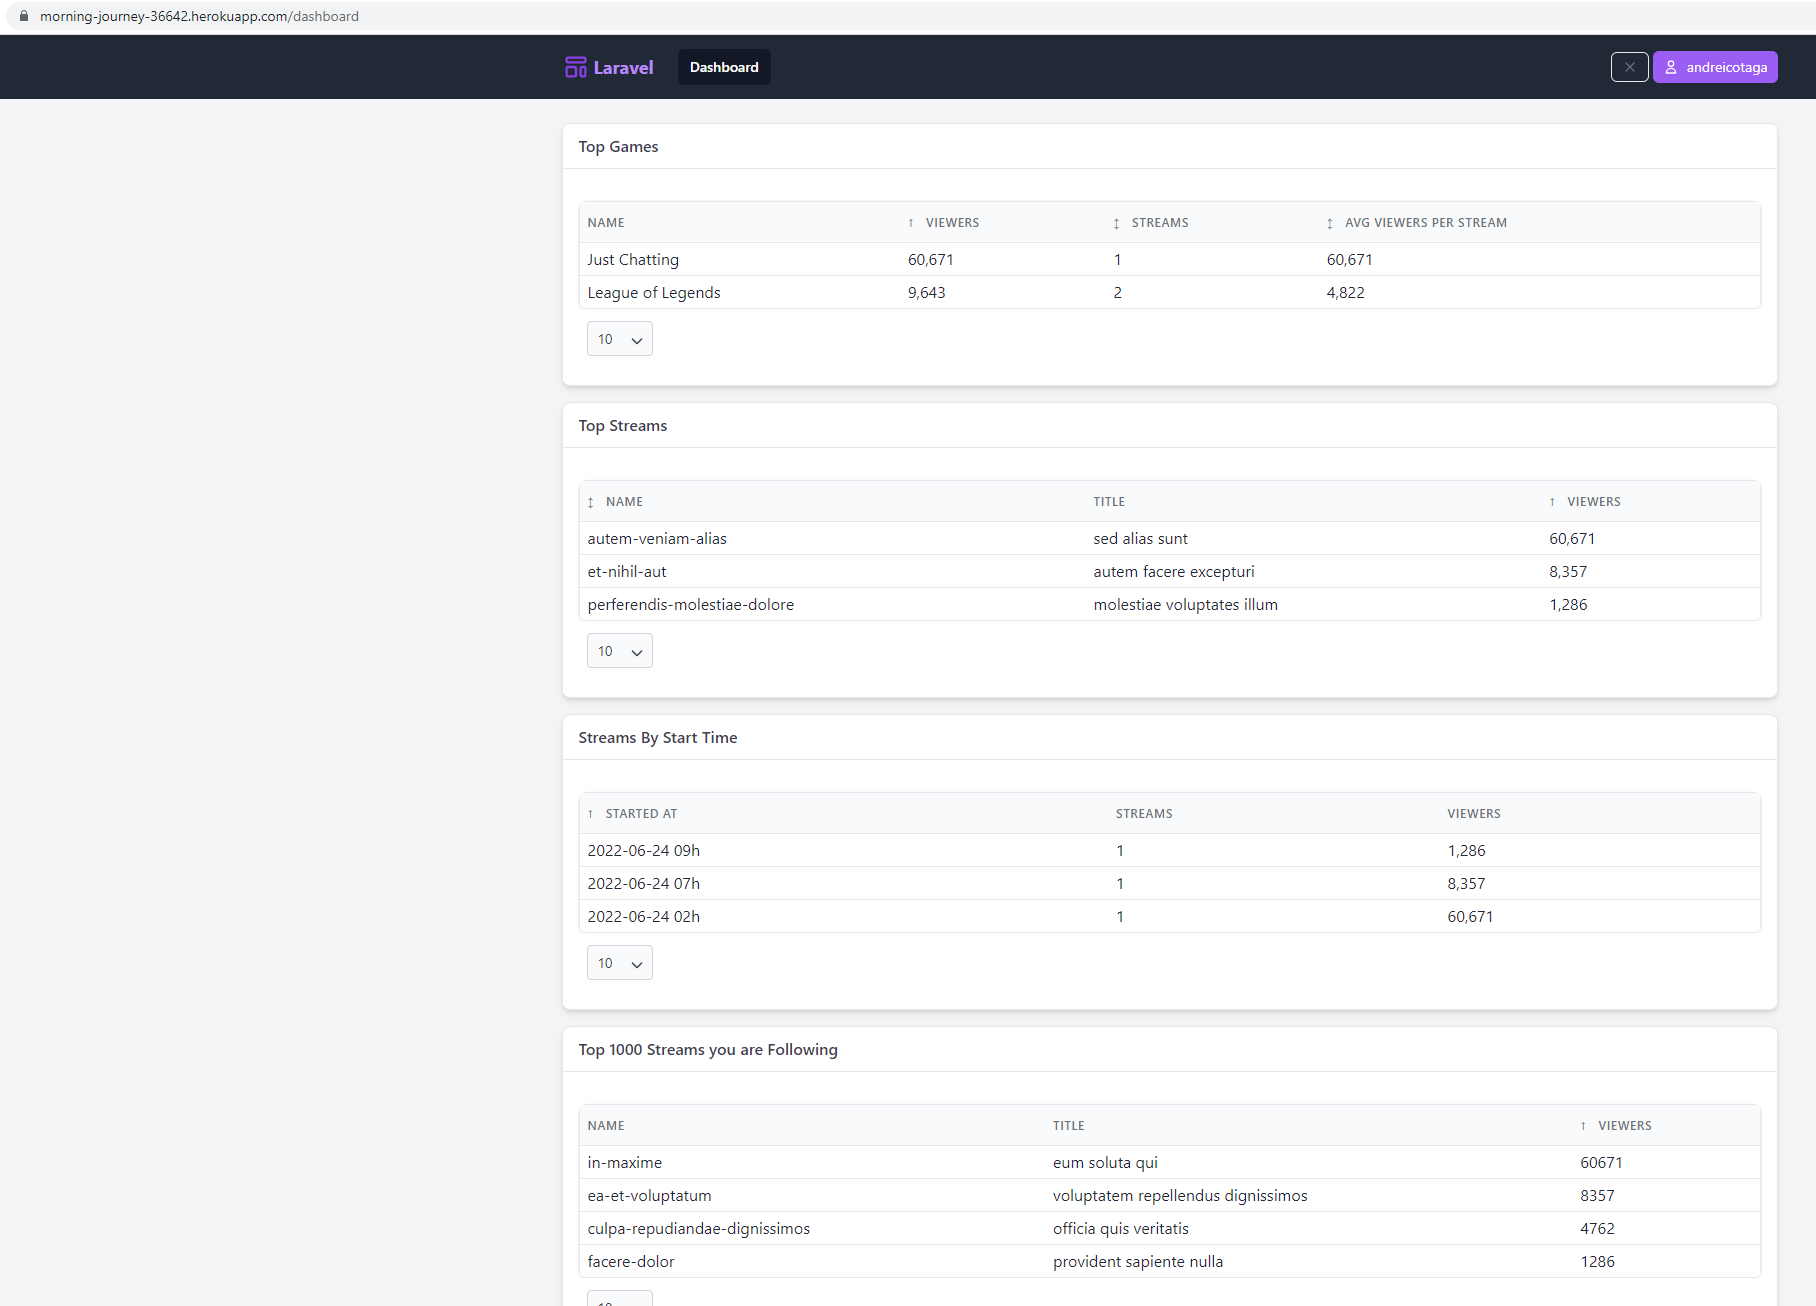 morning-journey-36642.herokuapp.com/dashboard
Laravel Dashboard andreicotaga
Top Games
NAME ↑ VIEWERS ↕ STREAMS ↕ AVG VIEWERS PER STREAM
Just Chatting 60,671 1 60,671
League of Legends 9,643 2 4,822
10
Top Streams
↕ NAME TITLE ↑ VIEWERS
autem-veniam-alias sed alias sunt 60,671
et-nihil-aut autem facere excepturi 8,357
perferendis-molestiae-dolore molestiae voluptates illum 1,286
10
Streams By Start Time
↑ STARTED AT STREAMS VIEWERS
2022-06-24 09h 1 1,286
2022-06-24 07h 1 8,357
2022-06-24 02h 1 60,671
10
Top 1000 Streams you are Following
NAME TITLE ↑ VIEWERS
in-maxime eum soluta qui 60671
ea-et-voluptatum voluptatem repellendus dignissimos 8357
culpa-repudiandae-dignissimos officia quis veritatis 4762
facere-dolor provident sapiente nulla 1286